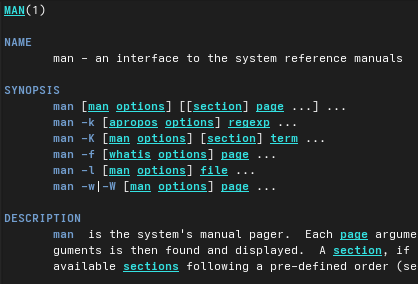 MAN(1)
NAME
man - an interface to the system reference manuals
SYNOPSIS
man [man options] [[section] page ...] ...
man -k [apropos options] regexp ...
man -K [man options] [section] term ...
man -f [whatis options] page ...
man -l [man options] file ...
man -w|-W [man options] page ...
DESCRIPTION
man  is the system's manual pager.  Each page argume
guments is then found and displayed.  A section, if
available sections following a pre-defined order (se